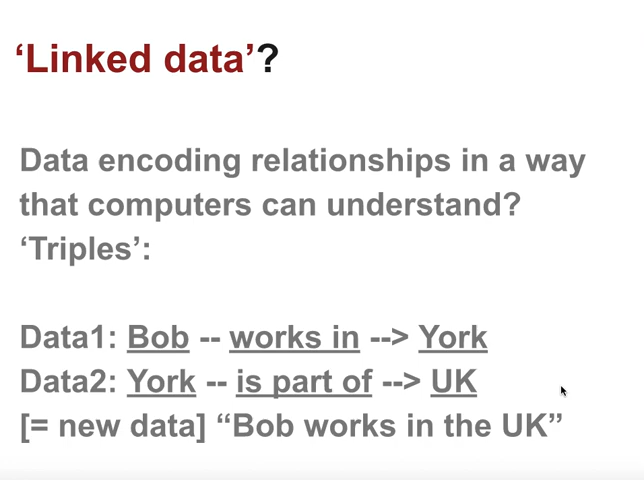 ‘Linked data’?
Data encoding relationships in a way
that computers can understand?
‘Triples’:
Data1: Bob -- works in --> York
Data2: York -- is part of --> UK
[= new data] “Bob works in the UK”